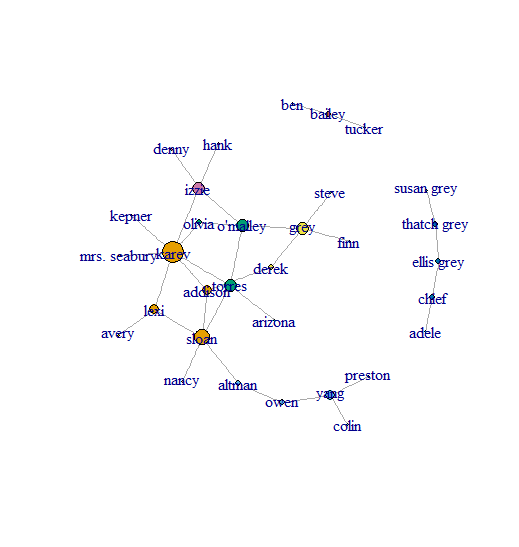 ben
bailey
tucker
denny
hank
izzie
susan grey
steve
kepner
olivia
o'malley
grey
thatch grey
finn
mrs. seabury
karev
derek
ellis grey
addison
torres
chief
lexi
arizona
avery
sloan
adele
nancy
altman
preston
owen
yang
colin